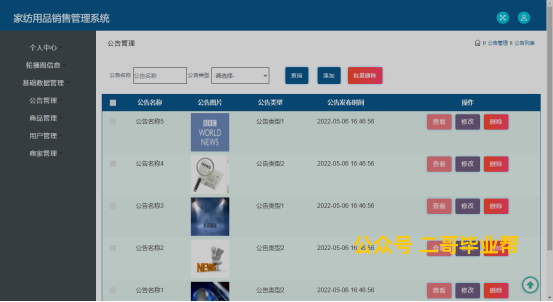 家纺用品销售管理系统
个人中心
轮播图信息
基础数据管理
公告管理
商品管理
用户管理
商家管理
公告管理
公告管理 公告列表
公告名称 公告名称 公告类型 -请选择- 查询 添加 批量删除
公告名称 公告图片 公告类型 公告发布时间 操作
公告名称5 BBC WORLD NEWS 公告类型1 2022-05-06 16:46:56 查看 修改 删除
公告名称4 公告类型2 2022-05-06 16:46:56 查看 修改 删除
公告名称3 公告类型1 2022-05-06 16:46:56 查看 修改 删除
公告名称2 NEWS 公告类型2 2022-05-06 16:46:56 修改 删除
公众号 二哥毕业帮
公告名称1 公告类型2 2022-05-06 16:46:56 查看 修改 删除